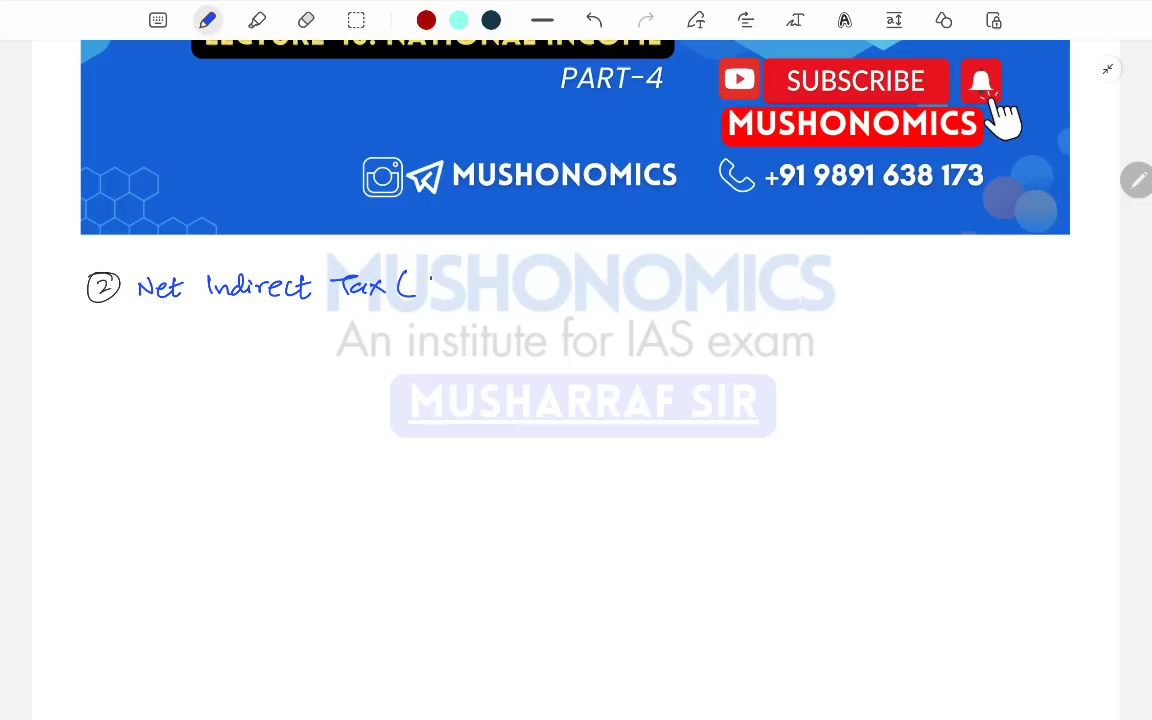 LECTURE 10: NATIONAL INCOME
PART-4
SUBSCRIBE
MUSHONOMICS
MUSHONOMICS
+91 9891 638 173
② Net Indirect Tax (
MUSHONOMICS
An institute for IAS exam
MUSHARRAF SIR